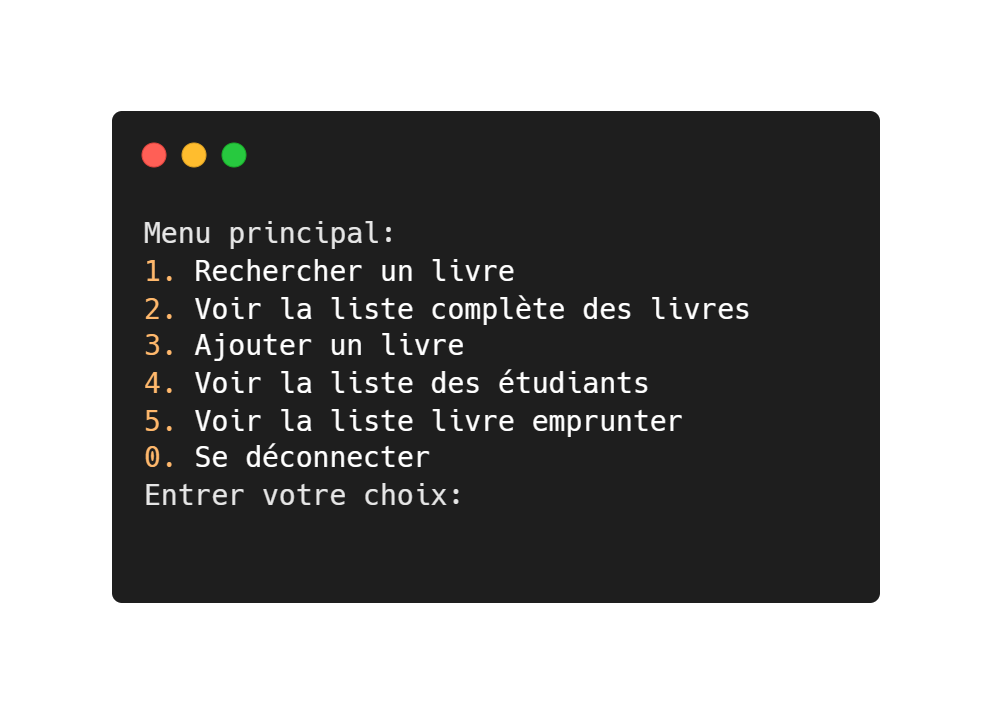 Menu principal:
1. Rechercher un livre
2. Voir la liste complète des livres
3. Ajouter un livre
4. Voir la liste des étudiants
5. Voir la liste livre emprunter
0. Se déconnecter
Entrer votre choix: